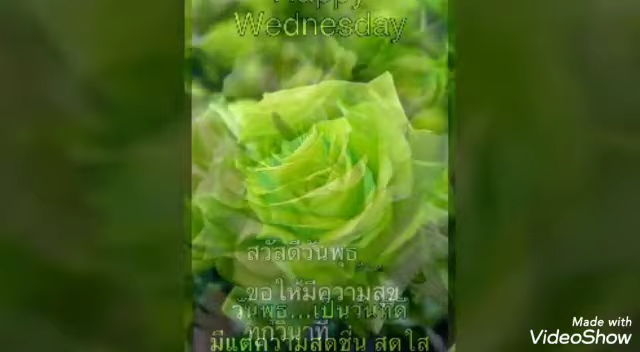 Happy
Wednesday
สวัสดีวันพุธ
ขอให้มีความสุข
วันพุธ...เป็นวันที่ดี
ทุกวินาที
มีแต่ความสดชื่น สดใส
Made with
VideoShow